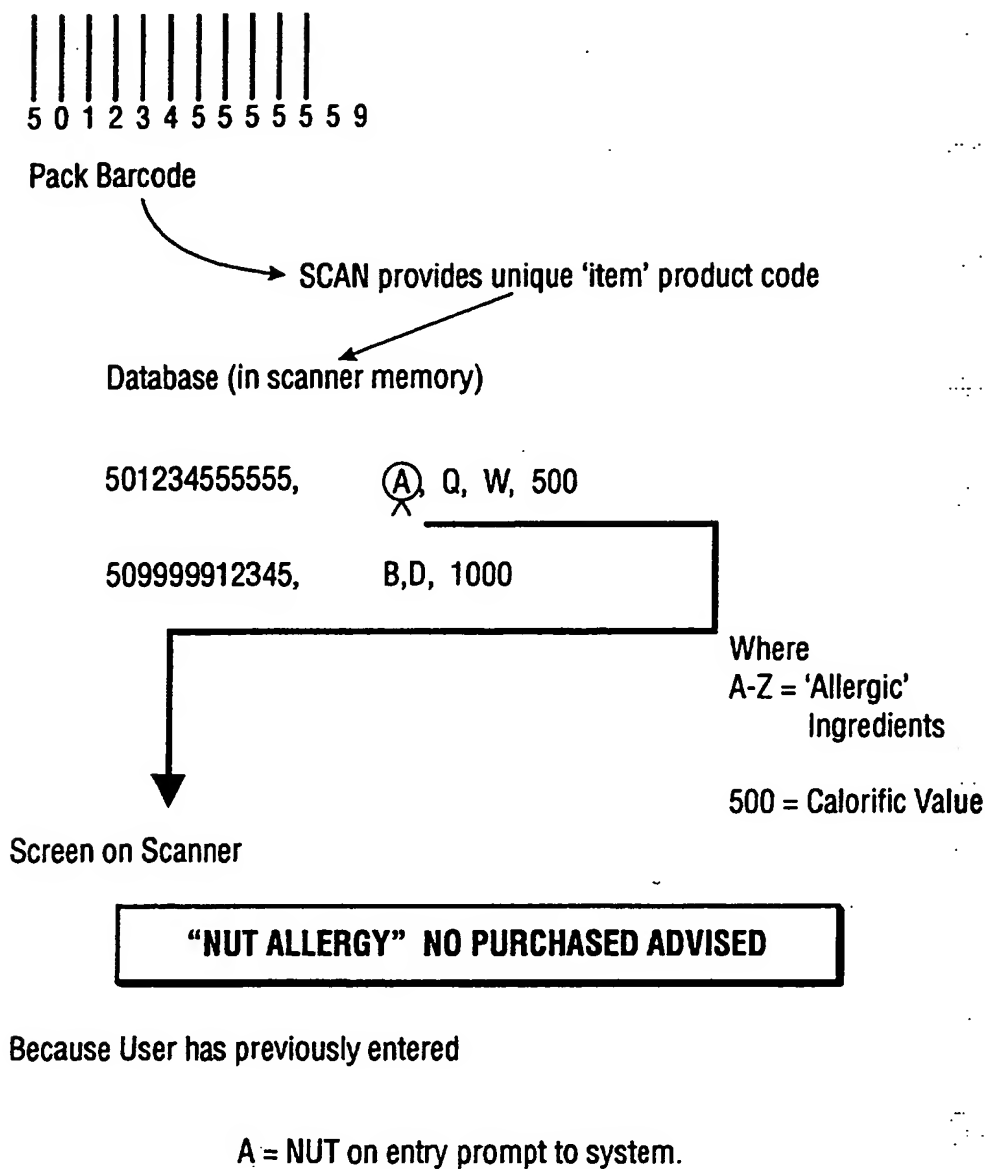 5 0 1 2 3 4 5 5 5 5 5 5 9
Pack Barcode
SCAN provides unique ‘item’ product code
Database (in scanner memory)
501234555555, A, Q, W, 500
509999912345, B,D, 1000
Where
A-Z = ‘Allergic’
Ingredients
500 = Calorific Value
Screen on Scanner
“NUT ALLERGY” NO PURCHASED ADVISED
Because User has previously entered
A = NUT on entry prompt to system.